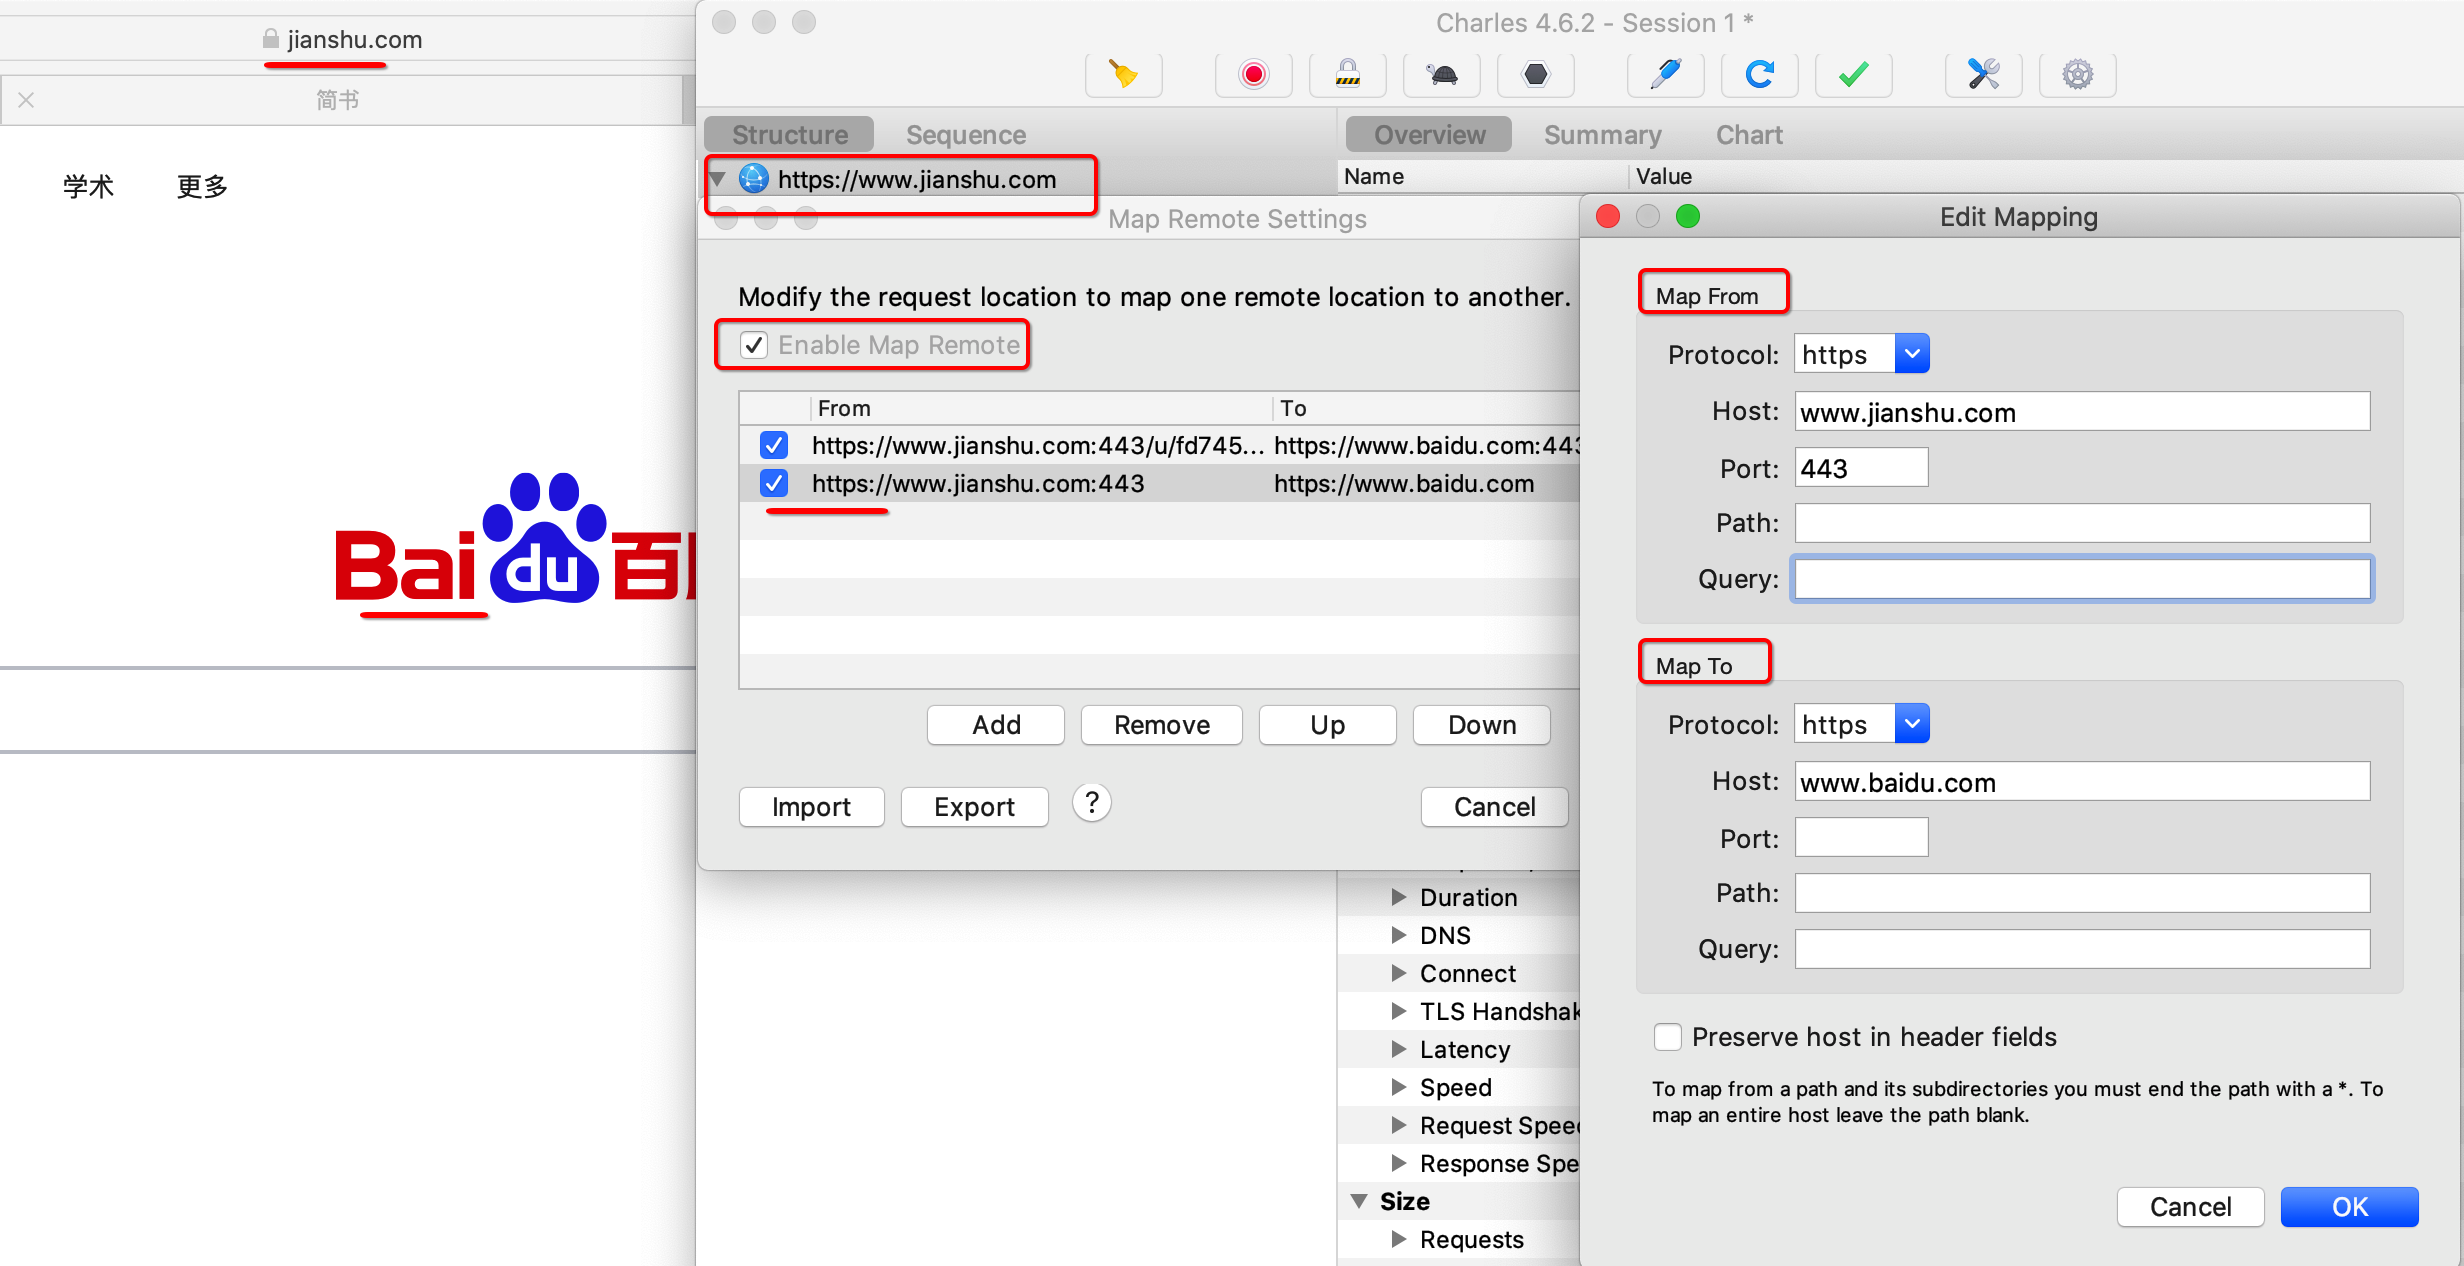 jianshu.com
简书
学术
更多
Bai du 百
Charles 4.6.2 - Session 1 *
Structure
Sequence
https://www.jianshu.com
Overview
Summary
Chart
Name
Value
Map Remote Settings
Modify the request location to map one remote location to another.
Enable Map Remote
From
To
https://www.jianshu.com:443/u/fd745...
https://www.baidu.com:443
https://www.jianshu.com:443
https://www.baidu.com
Add
Remove
Up
Down
Import
Export
?
Cancel
Duration
DNS
Connect
TLS Handshak
Latency
Speed
Request Speed
Response Spe
Size
Requests
Edit Mapping
Map From
Protocol: https
Host: www.jianshu.com
Port: 443
Path:
Query:
Map To
Protocol: https
Host: www.baidu.com
Port:
Path:
Query:
Preserve host in header fields
To map from a path and its subdirectories you must end the path with a *. To
map an entire host leave the path blank.
Cancel
OK